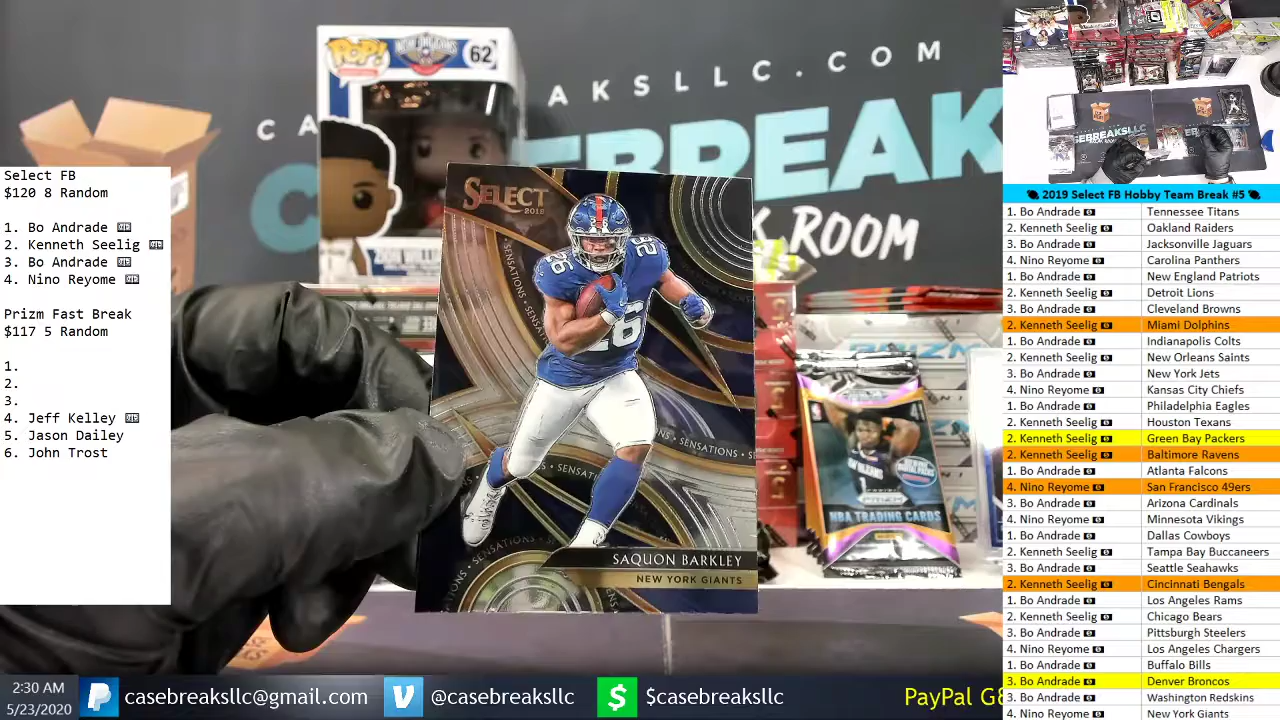 Select FB
$120 8 Random
1. Bo Andrade
2. Kenneth Seelig
3. Bo Andrade
4. Nino Reyome
Prizm Fast Break
$117 5 Random
1.
2.
3.
4. Jeff Kelley
5. Jason Dailey
6. John Trost
POP!
62
AKSLLC.COM
CA
C EBREAK
K ROOM
SELECT
2019
26
26
SENSATIONS
SENSATIONS
SENSATIONS
SAQUON BARKLEY
NEW YORK GIANTS
PRIZM
NBA TRADING CARDS
2019 Select FB Hobby Team Break #5
1. Bo Andrade Tennessee Titans
2. Kenneth Seelig Oakland Raiders
3. Bo Andrade Jacksonville Jaguars
4. Nino Reyome Carolina Panthers
1. Bo Andrade New England Patriots
2. Kenneth Seelig Detroit Lions
3. Bo Andrade Cleveland Browns
2. Kenneth Seelig Miami Dolphins
1. Bo Andrade Indianapolis Colts
2. Kenneth Seelig New Orleans Saints
3. Bo Andrade New York Jets
4. Nino Reyome Kansas City Chiefs
1. Bo Andrade Philadelphia Eagles
2. Kenneth Seelig Houston Texans
2. Kenneth Seelig Green Bay Packers
2. Kenneth Seelig Baltimore Ravens
1. Bo Andrade Atlanta Falcons
4. Nino Reyome San Francisco 49ers
3. Bo Andrade Arizona Cardinals
4. Nino Reyome Minnesota Vikings
1. Bo Andrade Dallas Cowboys
2. Kenneth Seelig Tampa Bay Buccaneers
3. Bo Andrade Seattle Seahawks
2. Kenneth Seelig Cincinnati Bengals
1. Bo Andrade Los Angeles Rams
2. Kenneth Seelig Chicago Bears
3. Bo Andrade Pittsburgh Steelers
4. Nino Reyome Los Angeles Chargers
1. Bo Andrade Buffalo Bills
3. Bo Andrade Denver Broncos
3. Bo Andrade Washington Redskins
4. Nino Reyome New York Giants
2:30 AM
5/23/2020
casebreaksllc@gmail.com
@casebreaksllc
$casebreaksllc
PayPal G&